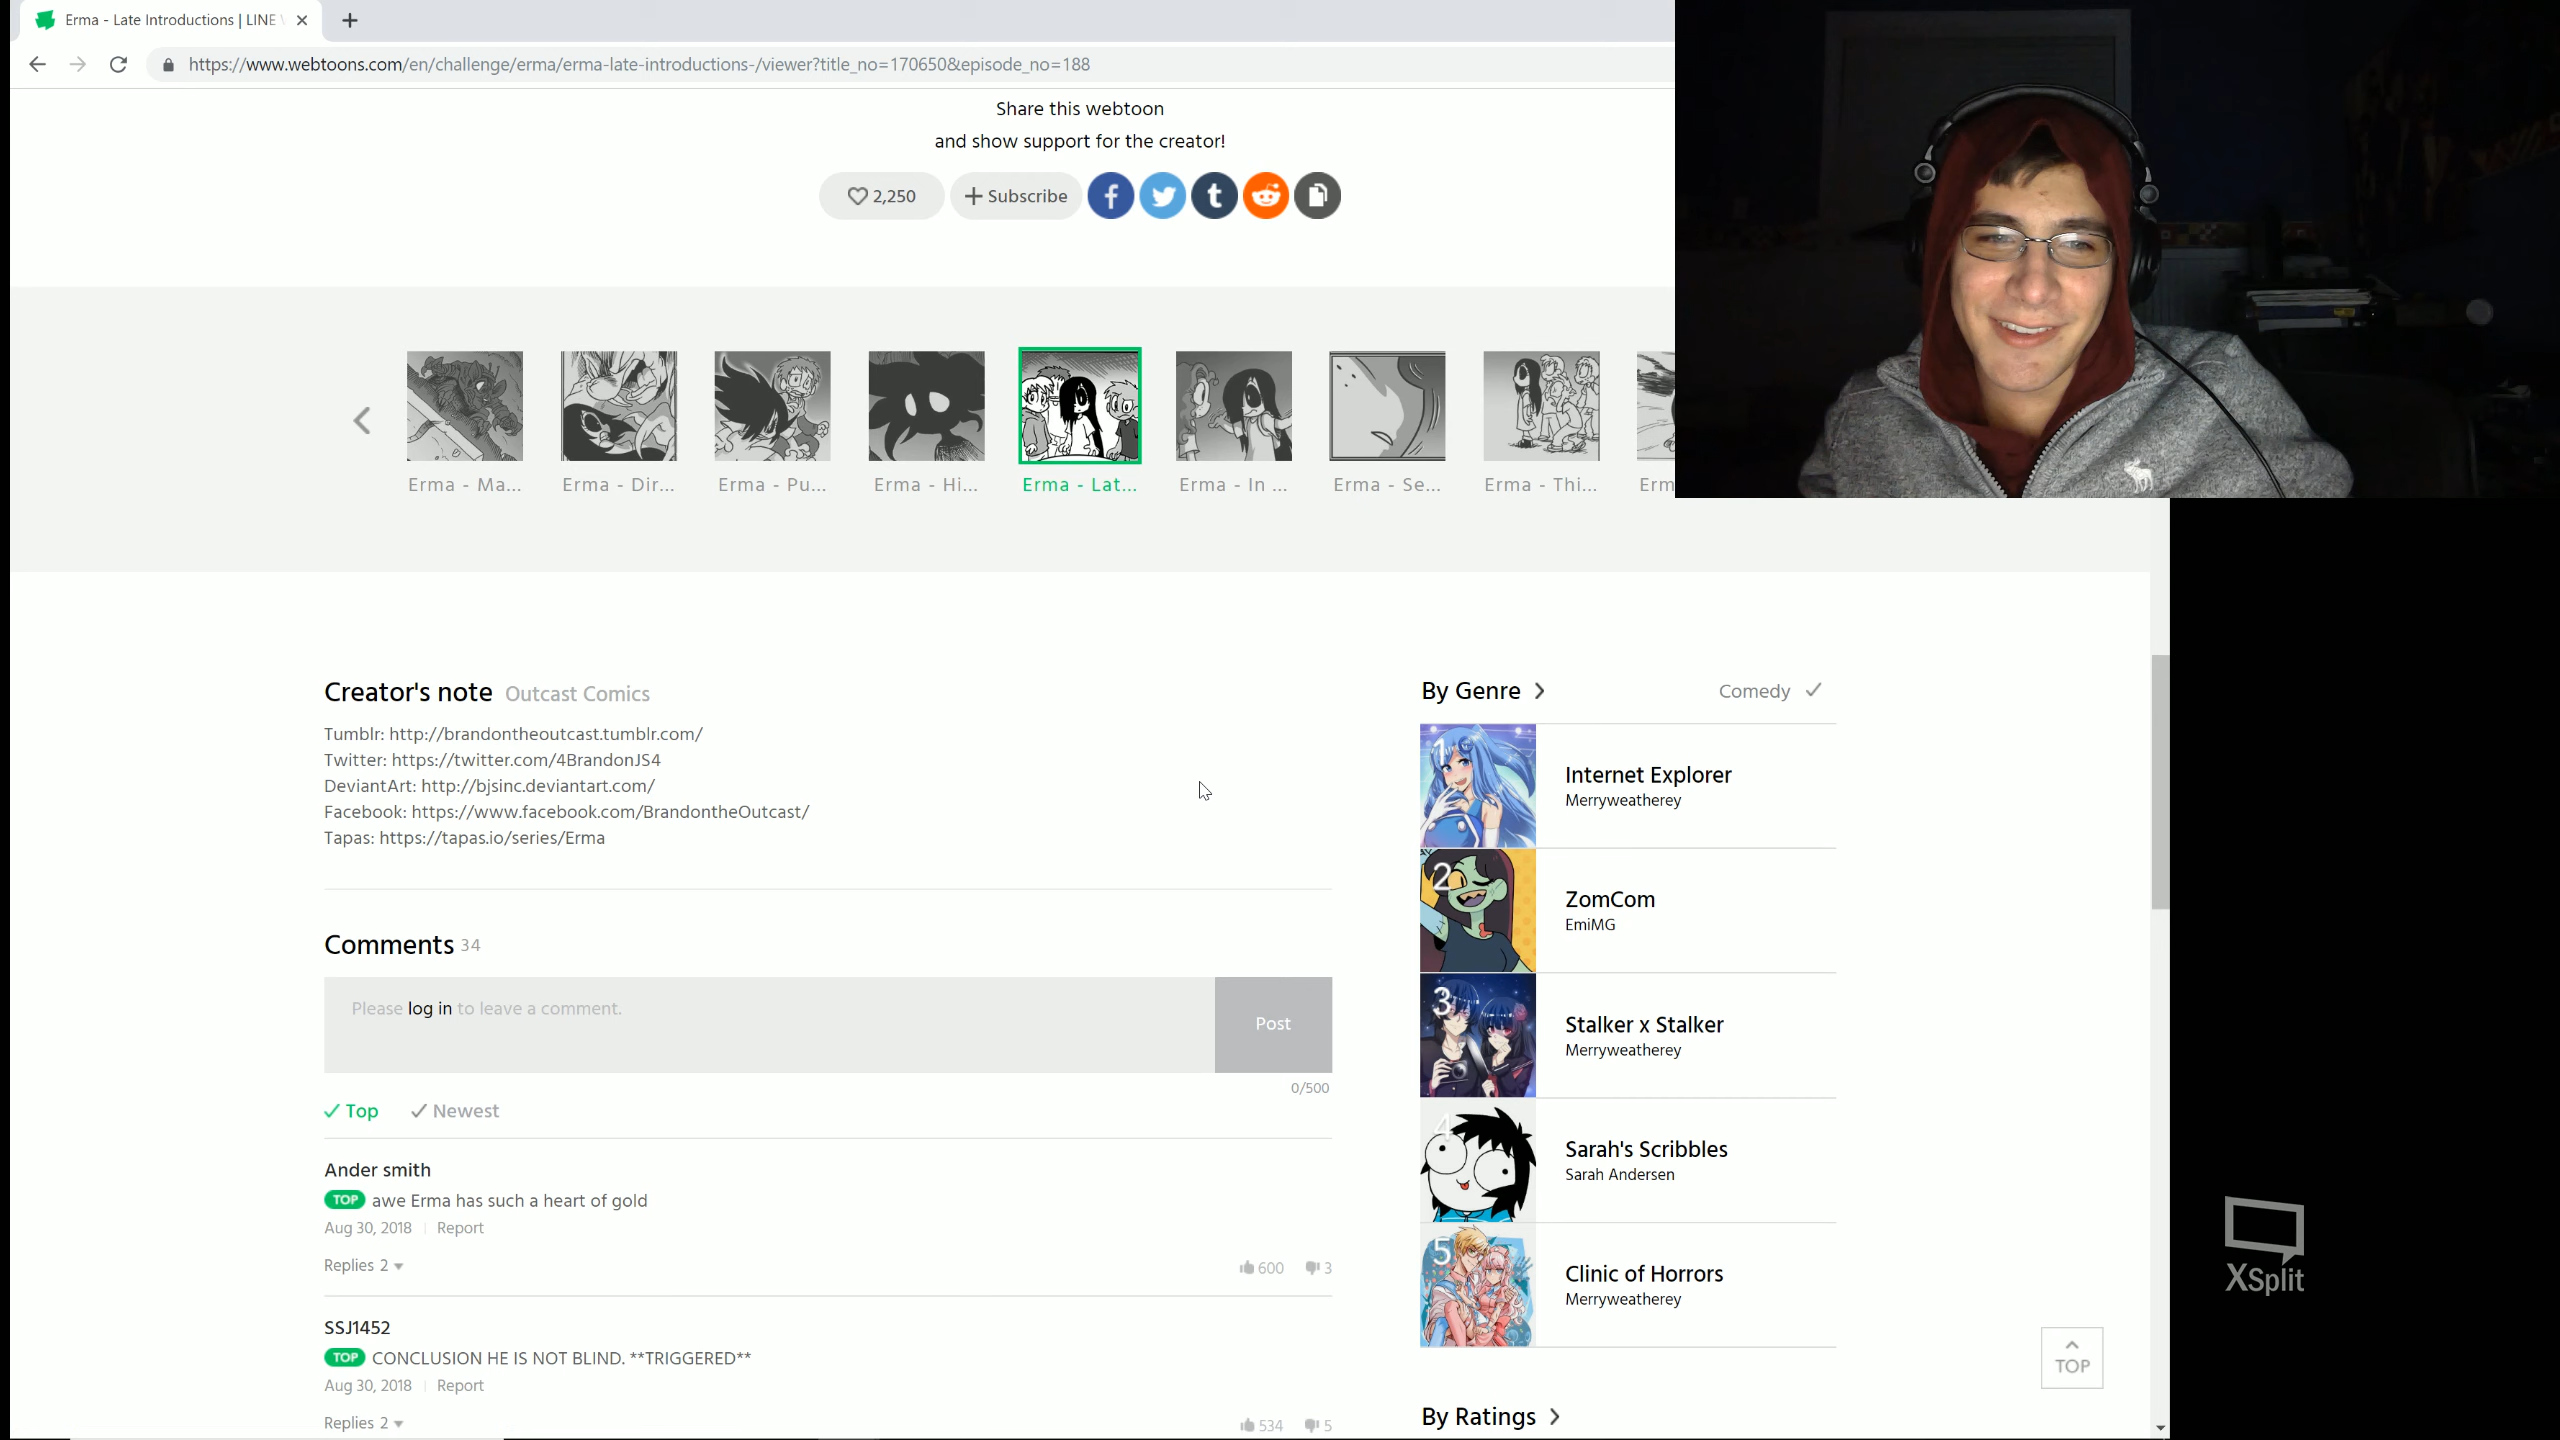 Erma - Late Introductions | LINE
https://www.webtoons.com/en/challenge/erma/erma-late-introductions-/viewer?title_no=170650&episode_no=188
Share this webtoon
and show support for the creator!
2,250
Subscribe
Erma - Ma...
Erma - Dir...
Erma - Pu...
Erma - Hi...
Erma - Lat...
Erma - In ...
Erma - Se...
Erma - Thi...
Erm
Creator's note Outcast Comics
Tumblr: http://brandontheoutcast.tumblr.com/
Twitter: https://twitter.com/4BrandonJS4
DeviantArt: http://bjsinc.deviantart.com/
Facebook: https://www.facebook.com/BrandontheOutcast/
Tapas: https://tapas.io/series/Erma
Comments 34
Please log in to leave a comment.
Post
0/500
Top
Newest
Ander smith
TOP awe Erma has such a heart of gold
Aug 30, 2018 | Report
Replies 2
600
3
SSJ1452
TOP CONCLUSION HE IS NOT BLIND. **TRIGGERED**
Aug 30, 2018 | Report
Replies 2
534
5
By Genre
Comedy
1
Internet Explorer
Merryweatherey
2
ZomCom
EmiMG
3
Stalker x Stalker
Merryweatherey
4
Sarah's Scribbles
Sarah Andersen
5
Clinic of Horrors
Merryweatherey
By Ratings
TOP
XSplit